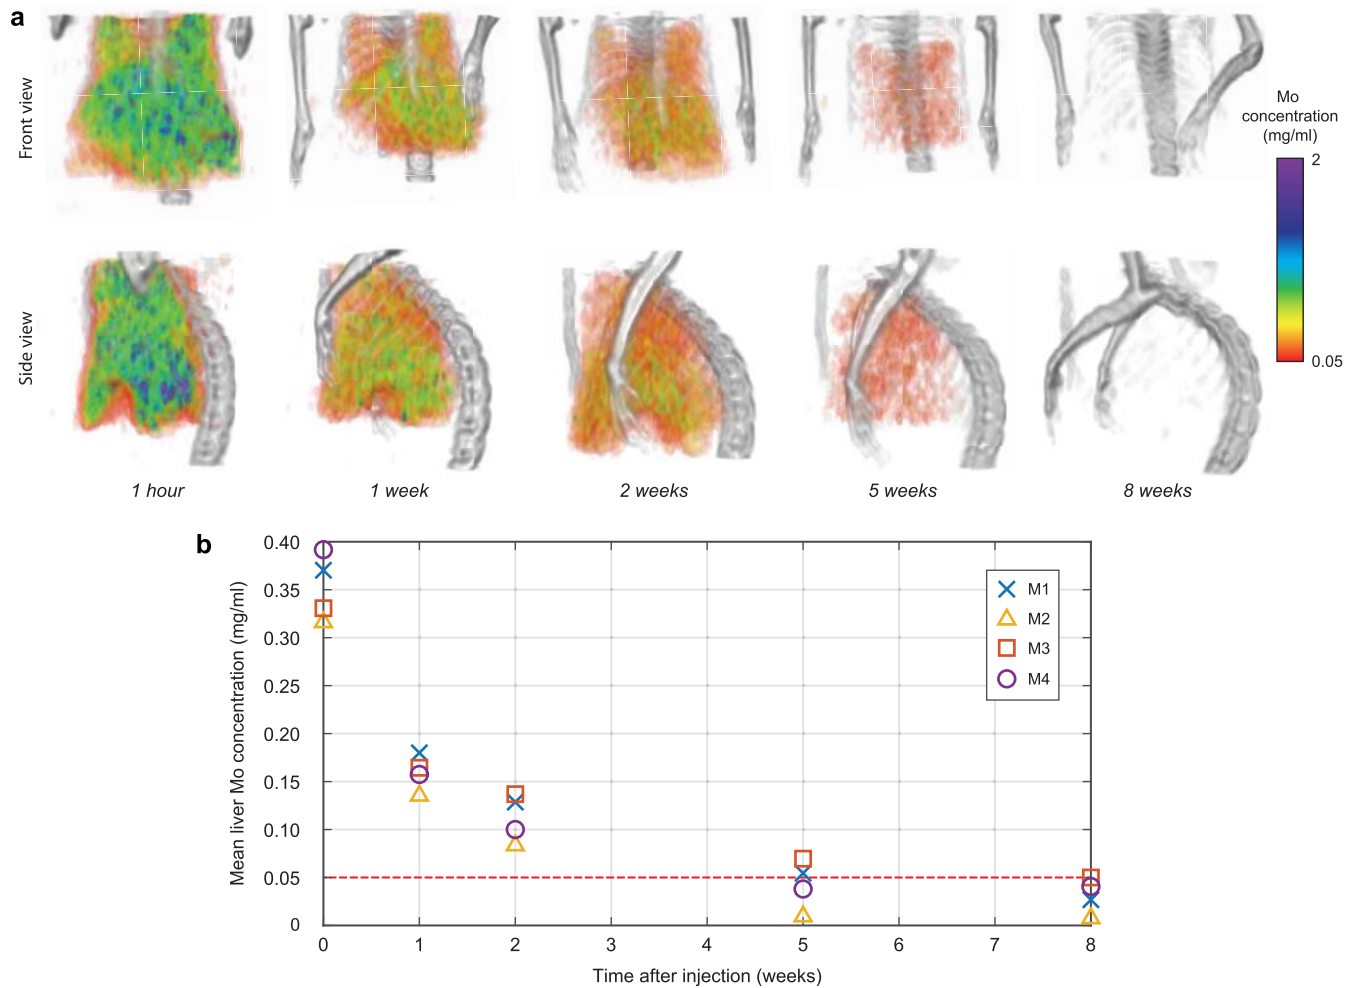 a
Front view
Mo
concentration
(mg/ml)
2
0.05
Side view
1 hour
1 week
2 weeks
5 weeks
8 weeks
b
Mean liver Mo concentration (mg/ml)
0.40
0.35
0.30
0.25
0.20
0.15
0.10
0.05
0
M1
M2
M3
M4
0 1 2 3 4 5 6 7 8
Time after injection (weeks)